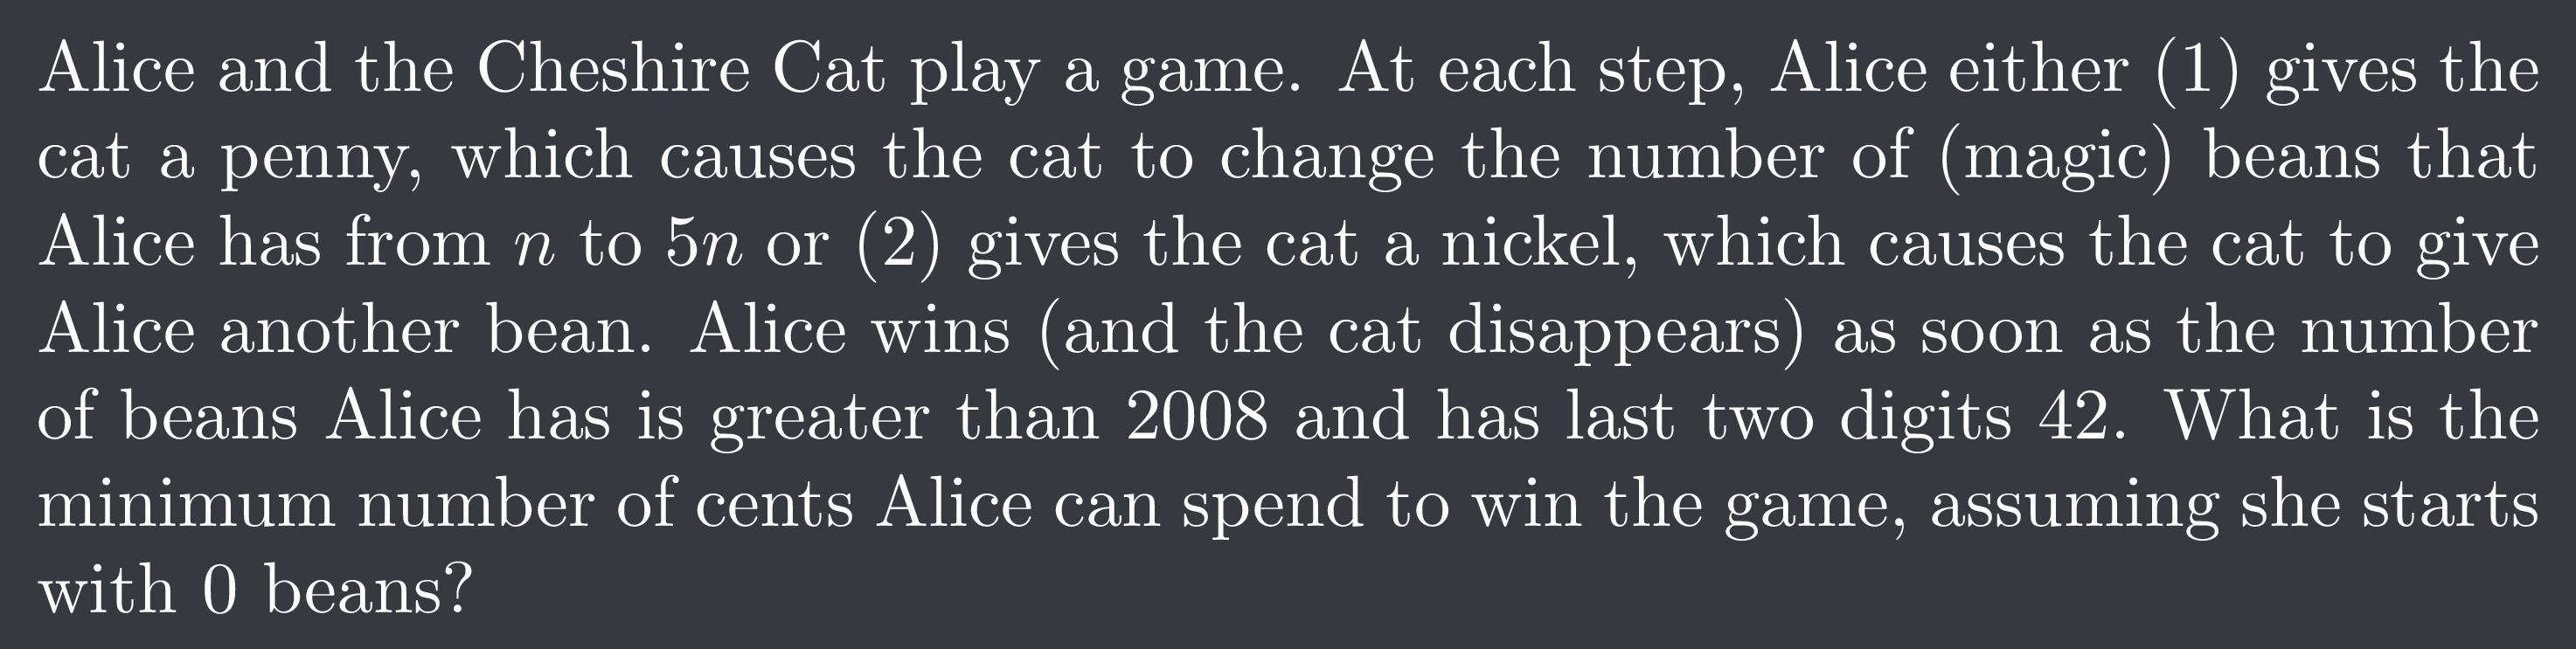 Alice and the Cheshire Cat play a game. At each step, Alice either (1) gives the
cat a penny, which causes the cat to change the number of (magic) beans that
Alice has from n to 5n or (2) gives the cat a nickel, which causes the cat to give
Alice another bean. Alice wins (and the cat disappears) as soon as the number
of beans Alice has is greater than 2008 and has last two digits 42. What is the
minimum number of cents Alice can spend to win the game, assuming she starts
with 0 beans?